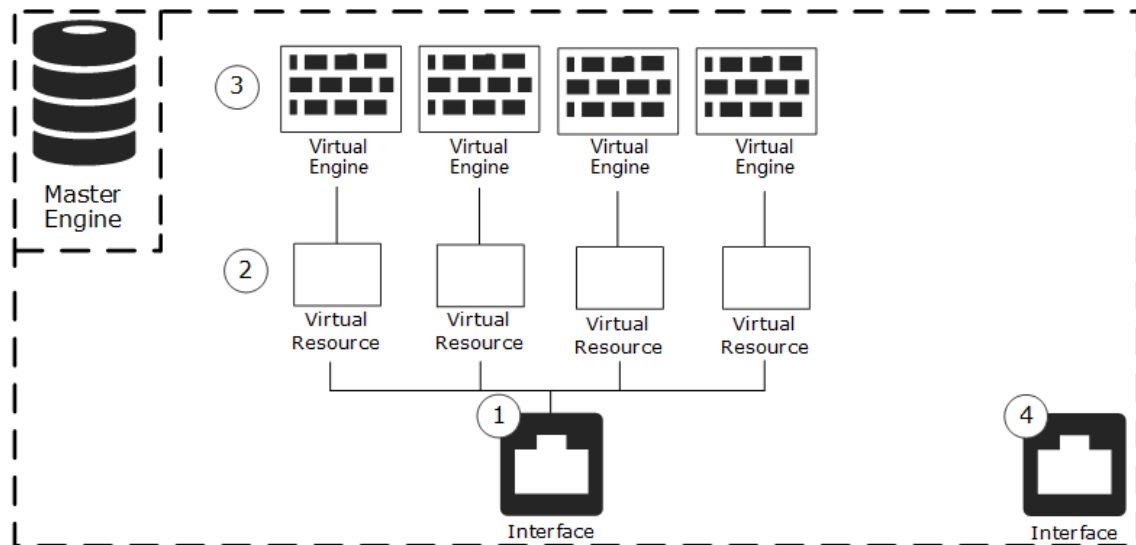 Master
Engine
3
Virtual
Engine
Virtual
Engine
Virtual
Engine
Virtual
Engine
2
Virtual
Resource
Virtual
Resource
Virtual
Resource
Virtual
Resource
1
Interface
4
Interface